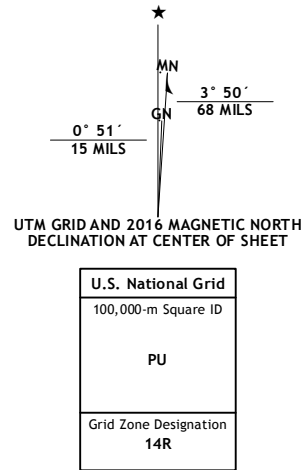 ★
MN
3° 50´
68 MILS
GN
0° 51´
15 MILS
UTM GRID AND 2016 MAGNETIC NORTH
DECLINATION AT CENTER OF SHEET
U.S. National Grid
100,000-m Square ID
PU
Grid Zone Designation
14R